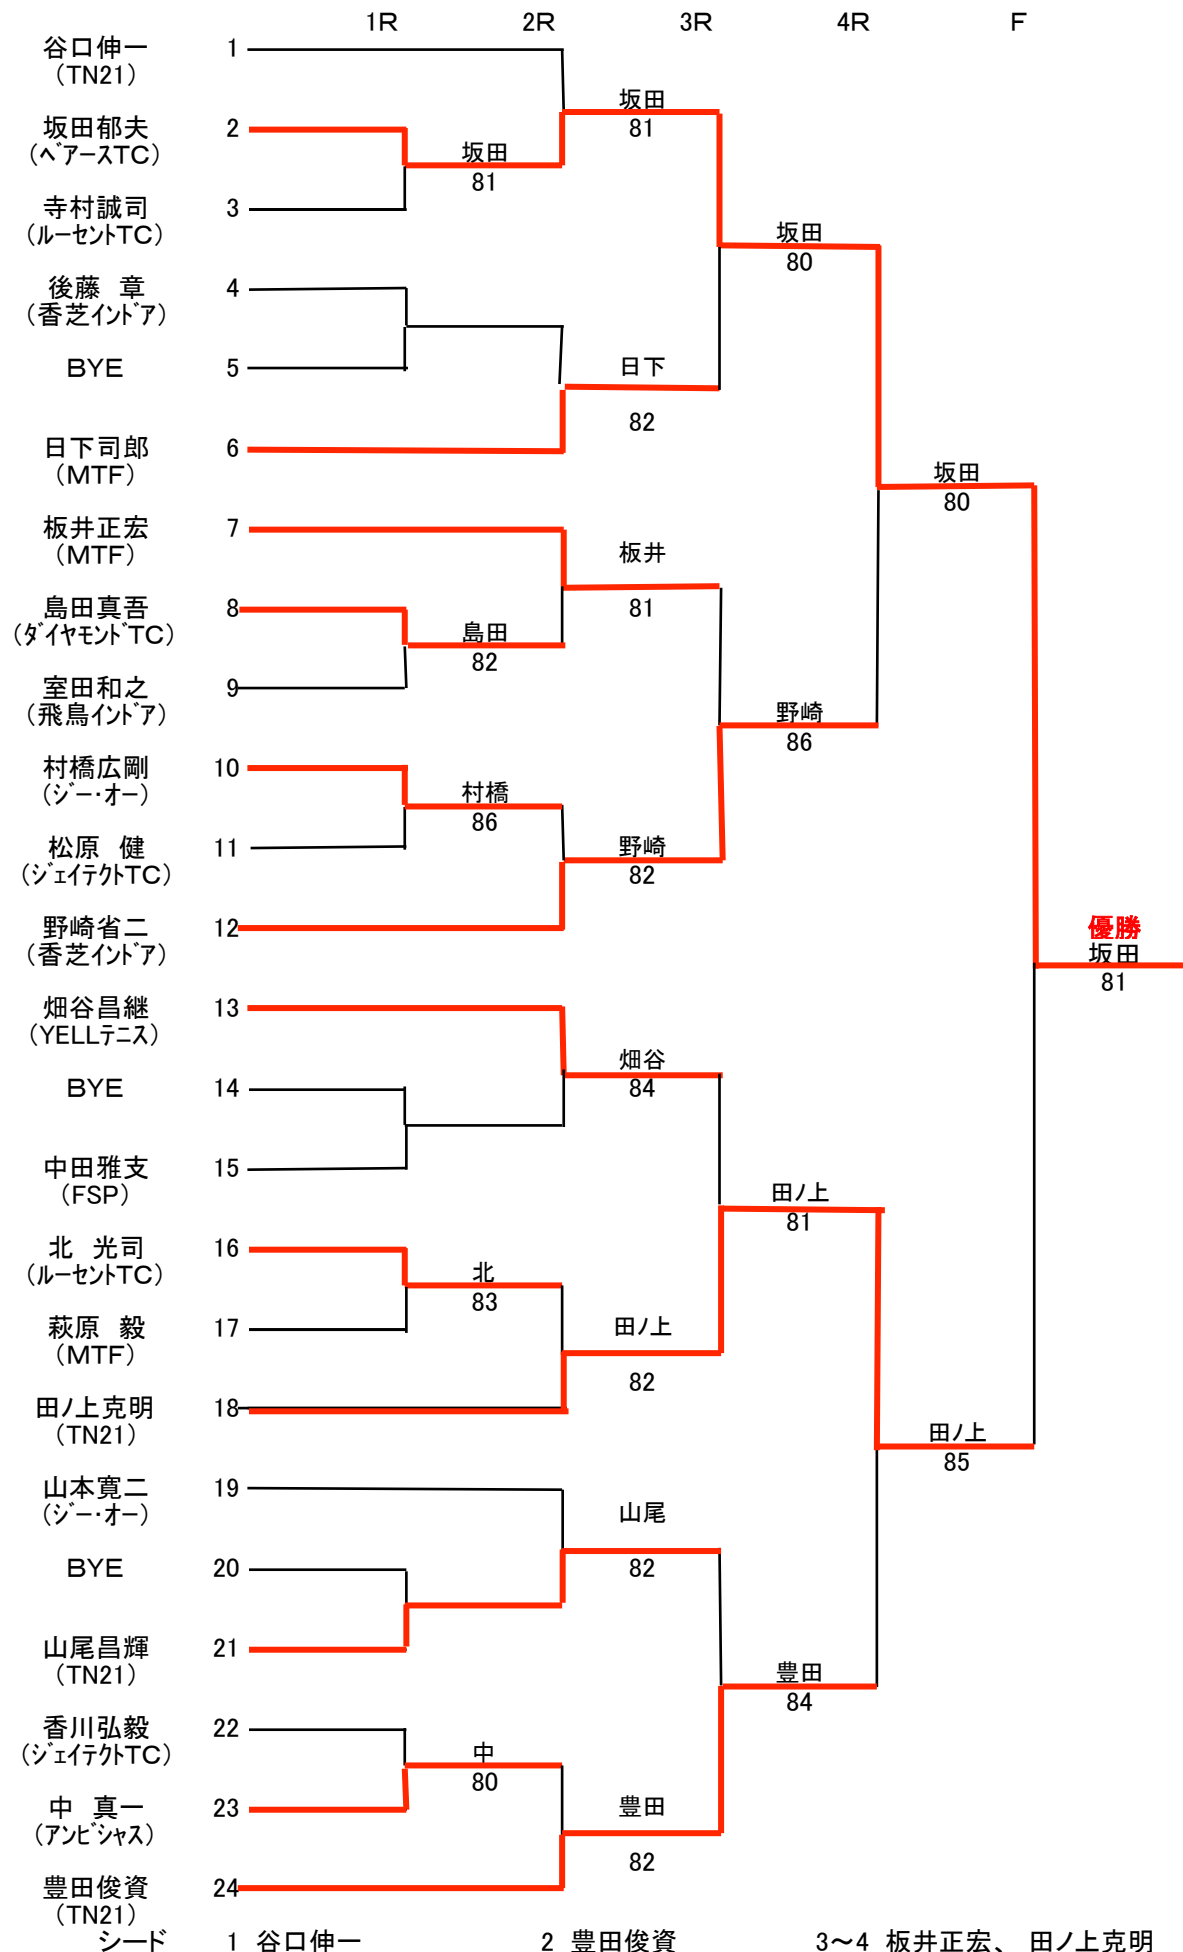 1R 2R 3R 4R F
谷口伸一 1
(TN21)
坂田
81
坂田郁夫 2
(ベアースTC)
坂田
81
寺村誠司 3
(ルーセントTC)
坂田
80
後藤 章 4
(香芝インドア)
BYE 5
日下
82
日下司郎 6
(MTF)
坂田
80
板井正宏 7
(MTF)
板井
81
島田真吾 8
(ダイヤモンドTC)
島田
82
室田和之 9
(飛鳥インドア)
野崎
86
村橋広剛 10
(ジー・オー)
村橋
86
松原 健 11
(ジェイテクトTC)
野崎
82
野崎省二 12
(香芝インドア)
優勝
坂田
81
畑谷昌継 13
(YELLテニス)
畑谷
84
BYE 14
中田雅支 15
(FSP)
田ノ上
81
北 光司 16
(ルーセントTC)
北
83
萩原 毅 17
(MTF)
田ノ上
82
田ノ上克明 18
(TN21)
田ノ上
85
山本寛二 19
(ジー・オー)
山尾
82
BYE 20
山尾昌輝 21
(TN21)
豊田
84
香川弘毅 22
(ジェイテクトTC)
中
80
中 真一 23
(アンビシャス)
豊田
82
豊田俊資 24
(TN21)
シード 1 谷口伸一 2 豊田俊資 3～4 板井正宏、 田ノ上克明